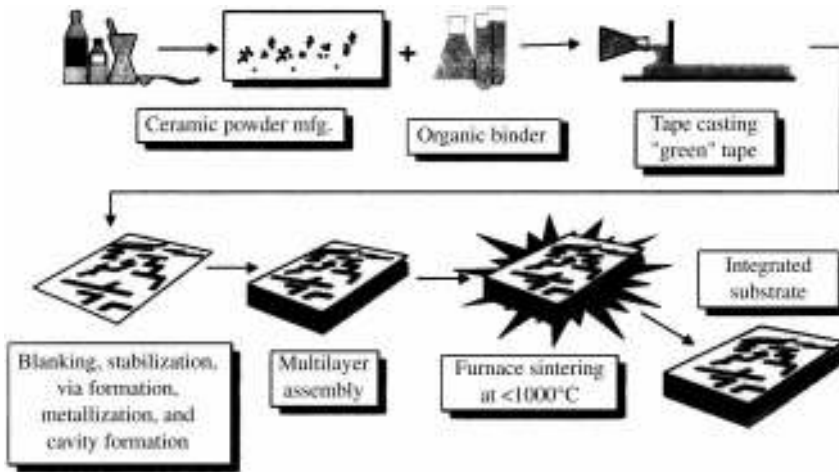 Ceramic powder mfg.
Organic binder
Tape casting
"green" tape
Blanking, stabilization,
via formation,
metallization, and
cavity formation
Multilayer
assembly
Furnace sintering
at <1000°C
Integrated
substrate